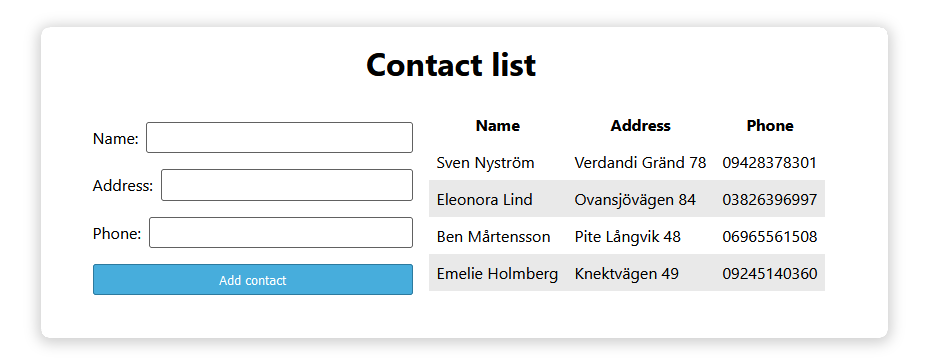 Contact list
Name:
Address:
Phone:
Add contact
Name Address Phone
Sven Nyström Verdandi Gränd 78 09428378301
Eleonora Lind Ovansjövägen 84 03826396997
Ben Mårtensson Pite Långvik 48 06965561508
Emelie Holmberg Knektvägen 49 09245140360